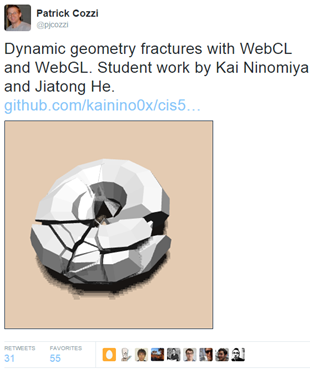 Patrick Cozzi
@pjcozzi
Dynamic geometry fractures with WebCL
and WebGL. Student work by Kai Ninomiya
and Jiatong He.
github.com/kainino0x/cis5…
RETWEETS
31
FAVORITES
55